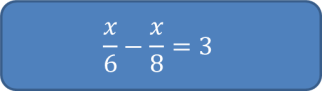 x/6 − x/8 = 3